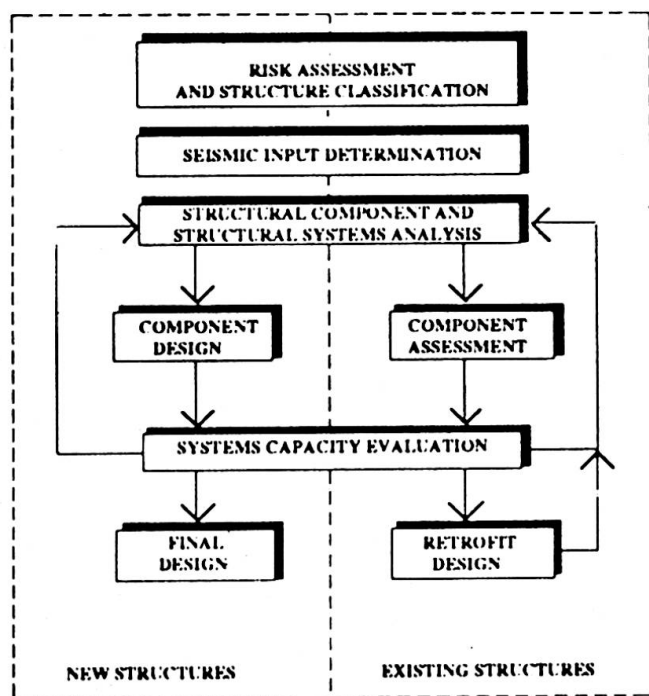 RISK ASSESSMENT
AND STRUCTURE CLASSIFICATION
SEISMIC INPUT DETERMINATION
STRUCTURAL COMPONENT AND
STRUCTURAL SYSTEMS ANALYSIS
COMPONENT
DESIGN
COMPONENT
ASSESSMENT
SYSTEMS CAPACITY EVALUATION
FINAL
DESIGN
RETROFIT
DESIGN
NEW STRUCTURES
EXISTING STRUCTURES